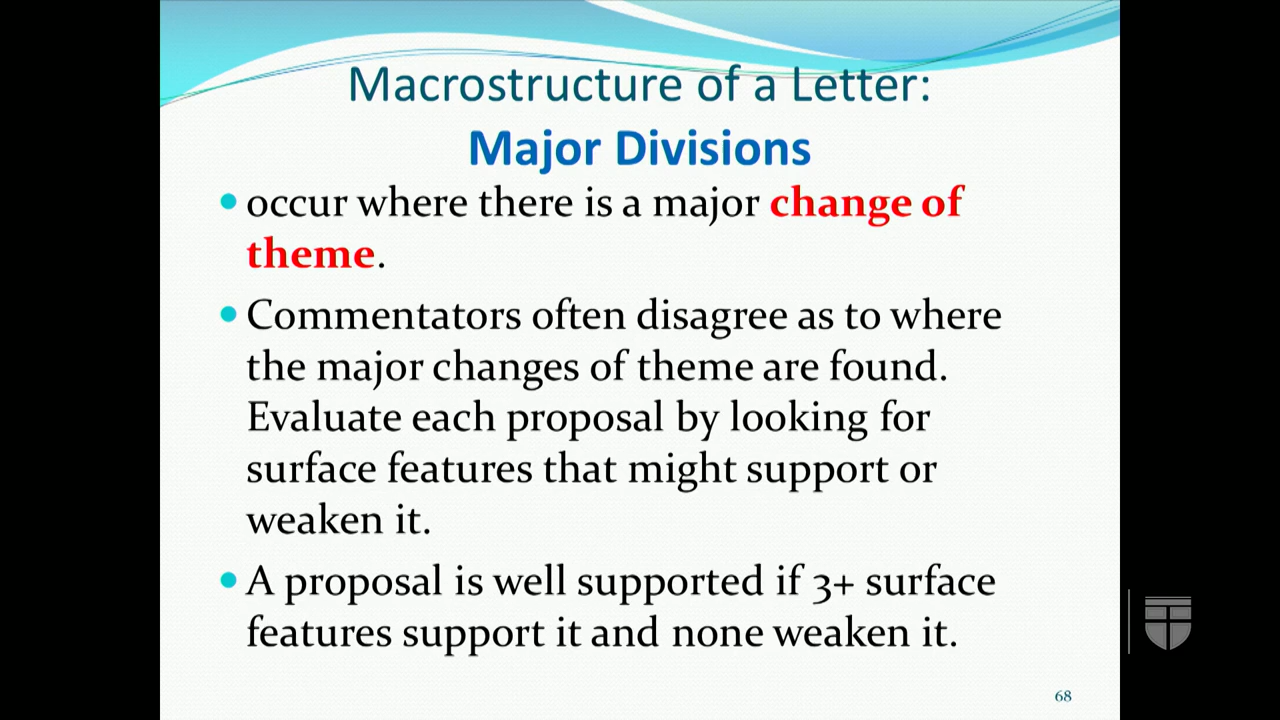 Macrostructure of a Letter:
Major Divisions
occur where there is a major change of
theme.
Commentators often disagree as to where
the major changes of theme are found.
Evaluate each proposal by looking for
surface features that might support or
weaken it.
A proposal is well supported if 3+ surface
features support it and none weaken it.
68